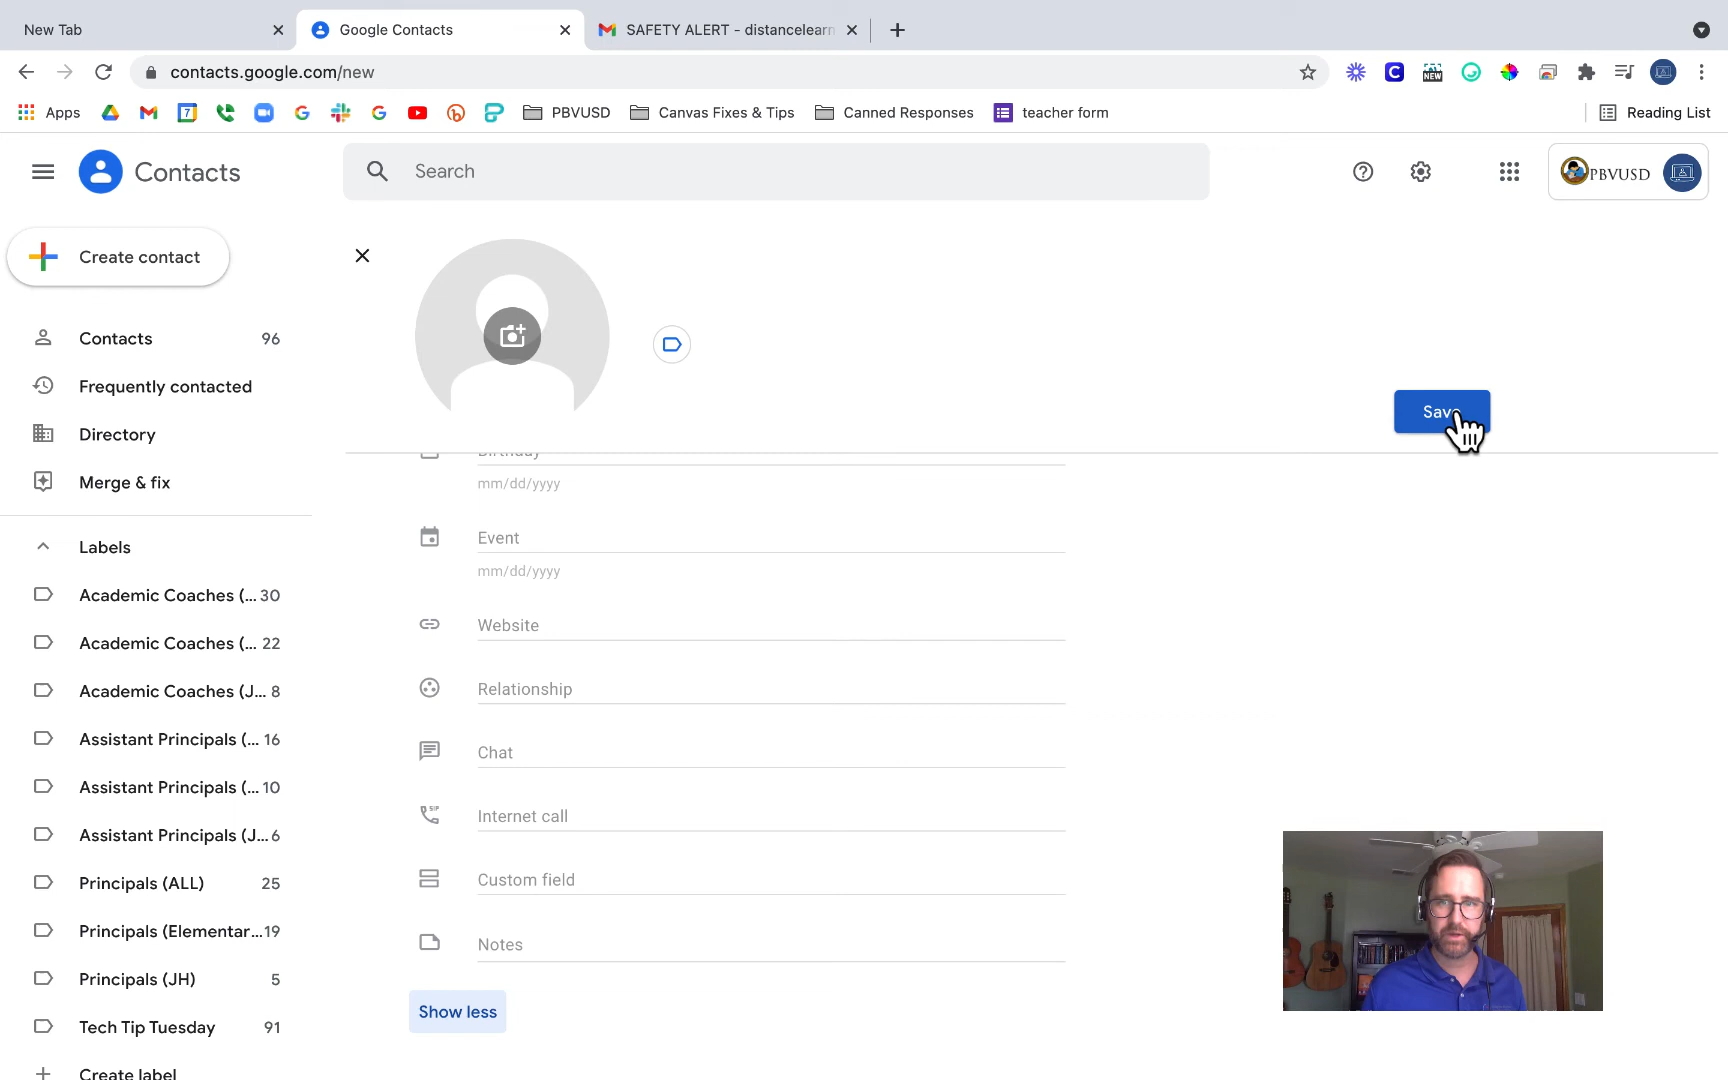 New Tab
Google Contacts
SAFETY ALERT - distancelearn
contacts.google.com/new
NEW
Apps
7
PBVUSD
Canvas Fixes & Tips
Canned Responses
teacher form
Reading List
Contacts
Search
PBVUSD
Create contact
Save
Contacts 96
Frequently contacted
Directory
Merge & fix
Labels
Academic Coaches (... 30
Academic Coaches (... 22
Academic Coaches (J... 8
Assistant Principals (... 16
Assistant Principals (... 10
Assistant Principals (J... 6
Principals (ALL) 25
Principals (Elementar... 19
Principals (JH) 5
Tech Tip Tuesday 91
Create label
Birthday
mm/dd/yyyy
Event
mm/dd/yyyy
Website
Relationship
Chat
SIP
Internet call
Custom field
Notes
Show less